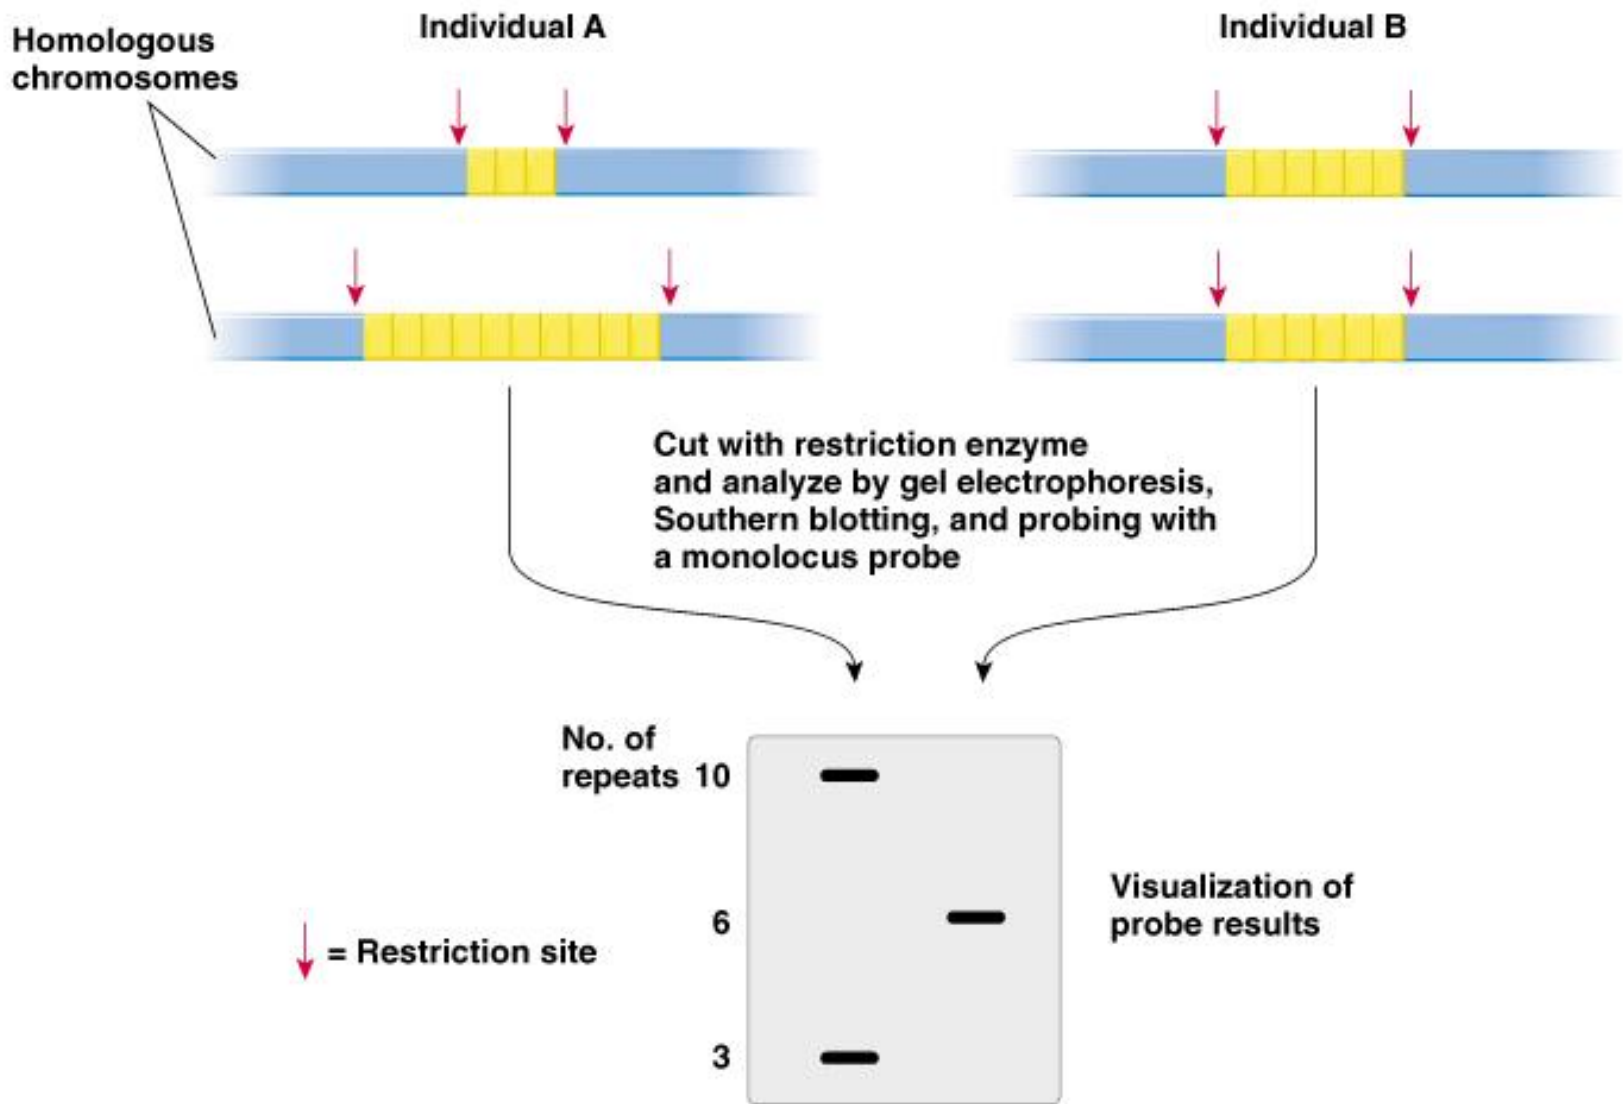 Homologous
chromosomes
Individual A
Individual B
Cut with restriction enzyme
and analyze by gel electrophoresis,
Southern blotting, and probing with
a monolocus probe
No. of
repeats 10
6
3
Visualization of
probe results
= Restriction site